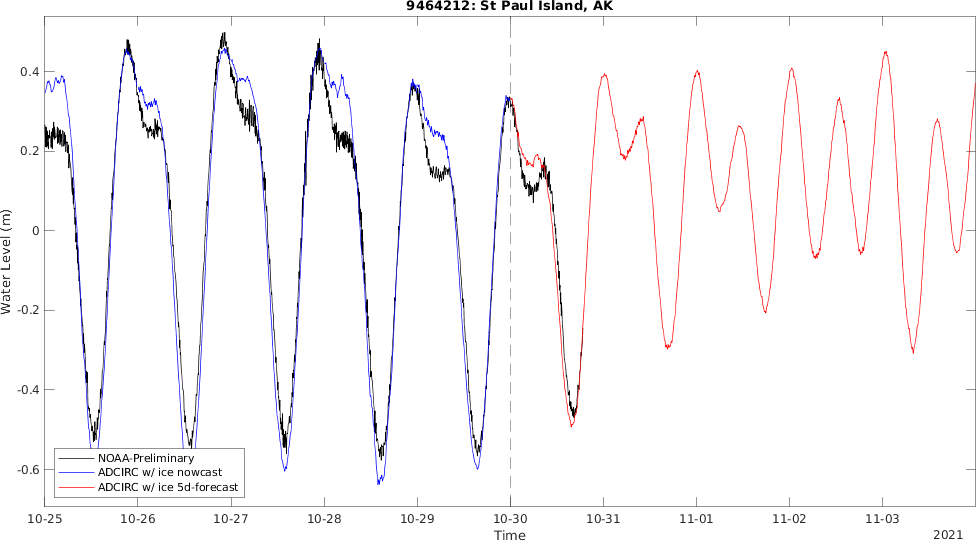 9464212: St Paul Island, AK
Water Level (m)
0.4
0.2
0
-0.2
-0.4
-0.6
NOAA-Preliminary
ADCIRC w/ ice nowcast
ADCIRC w/ ice 5d-forecast
10-25 10-26 10-27 10-28 10-29 10-30 10-31 11-01 11-02 11-03
Time
2021